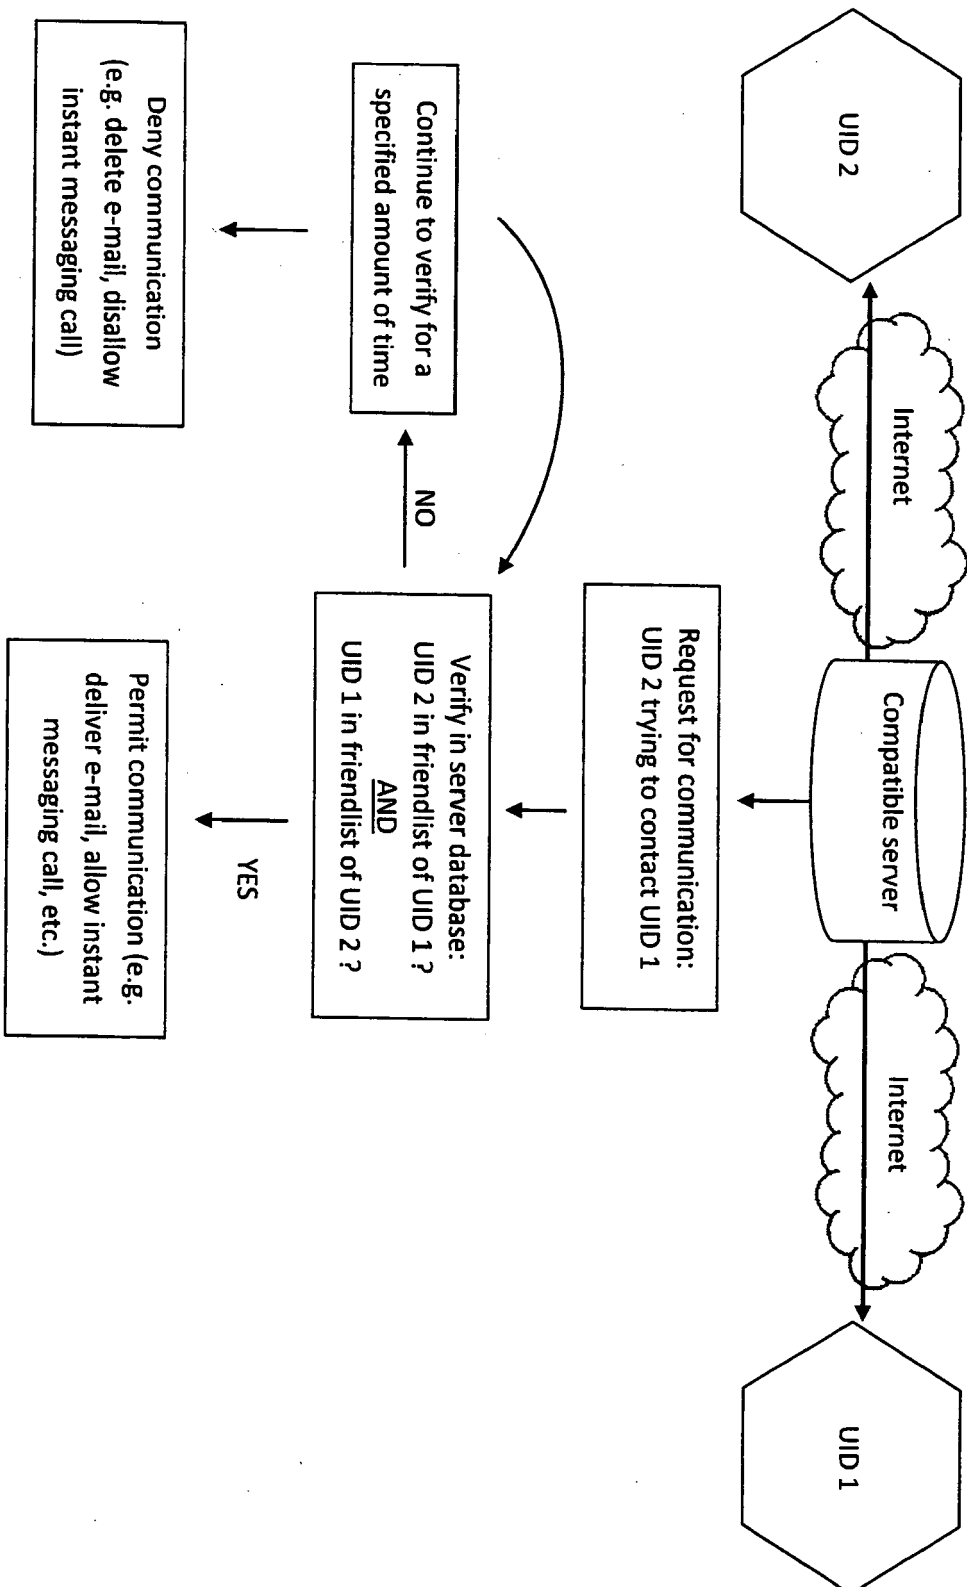 UID 2
Internet
Compatible server
Internet
UID 1
Request for communication:
UID 2 trying to contact UID 1
Verify in server database:
UID 2 in friendlist of UID 1 ?
AND
UID 1 in friendlist of UID 2 ?
NO
Continue to verify for a
specified amount of time
Deny communication
(e.g. delete e-mail, disallow
instant messaging call)
YES
Permit communication (e.g.
deliver e-mail, allow instant
messaging call, etc.)